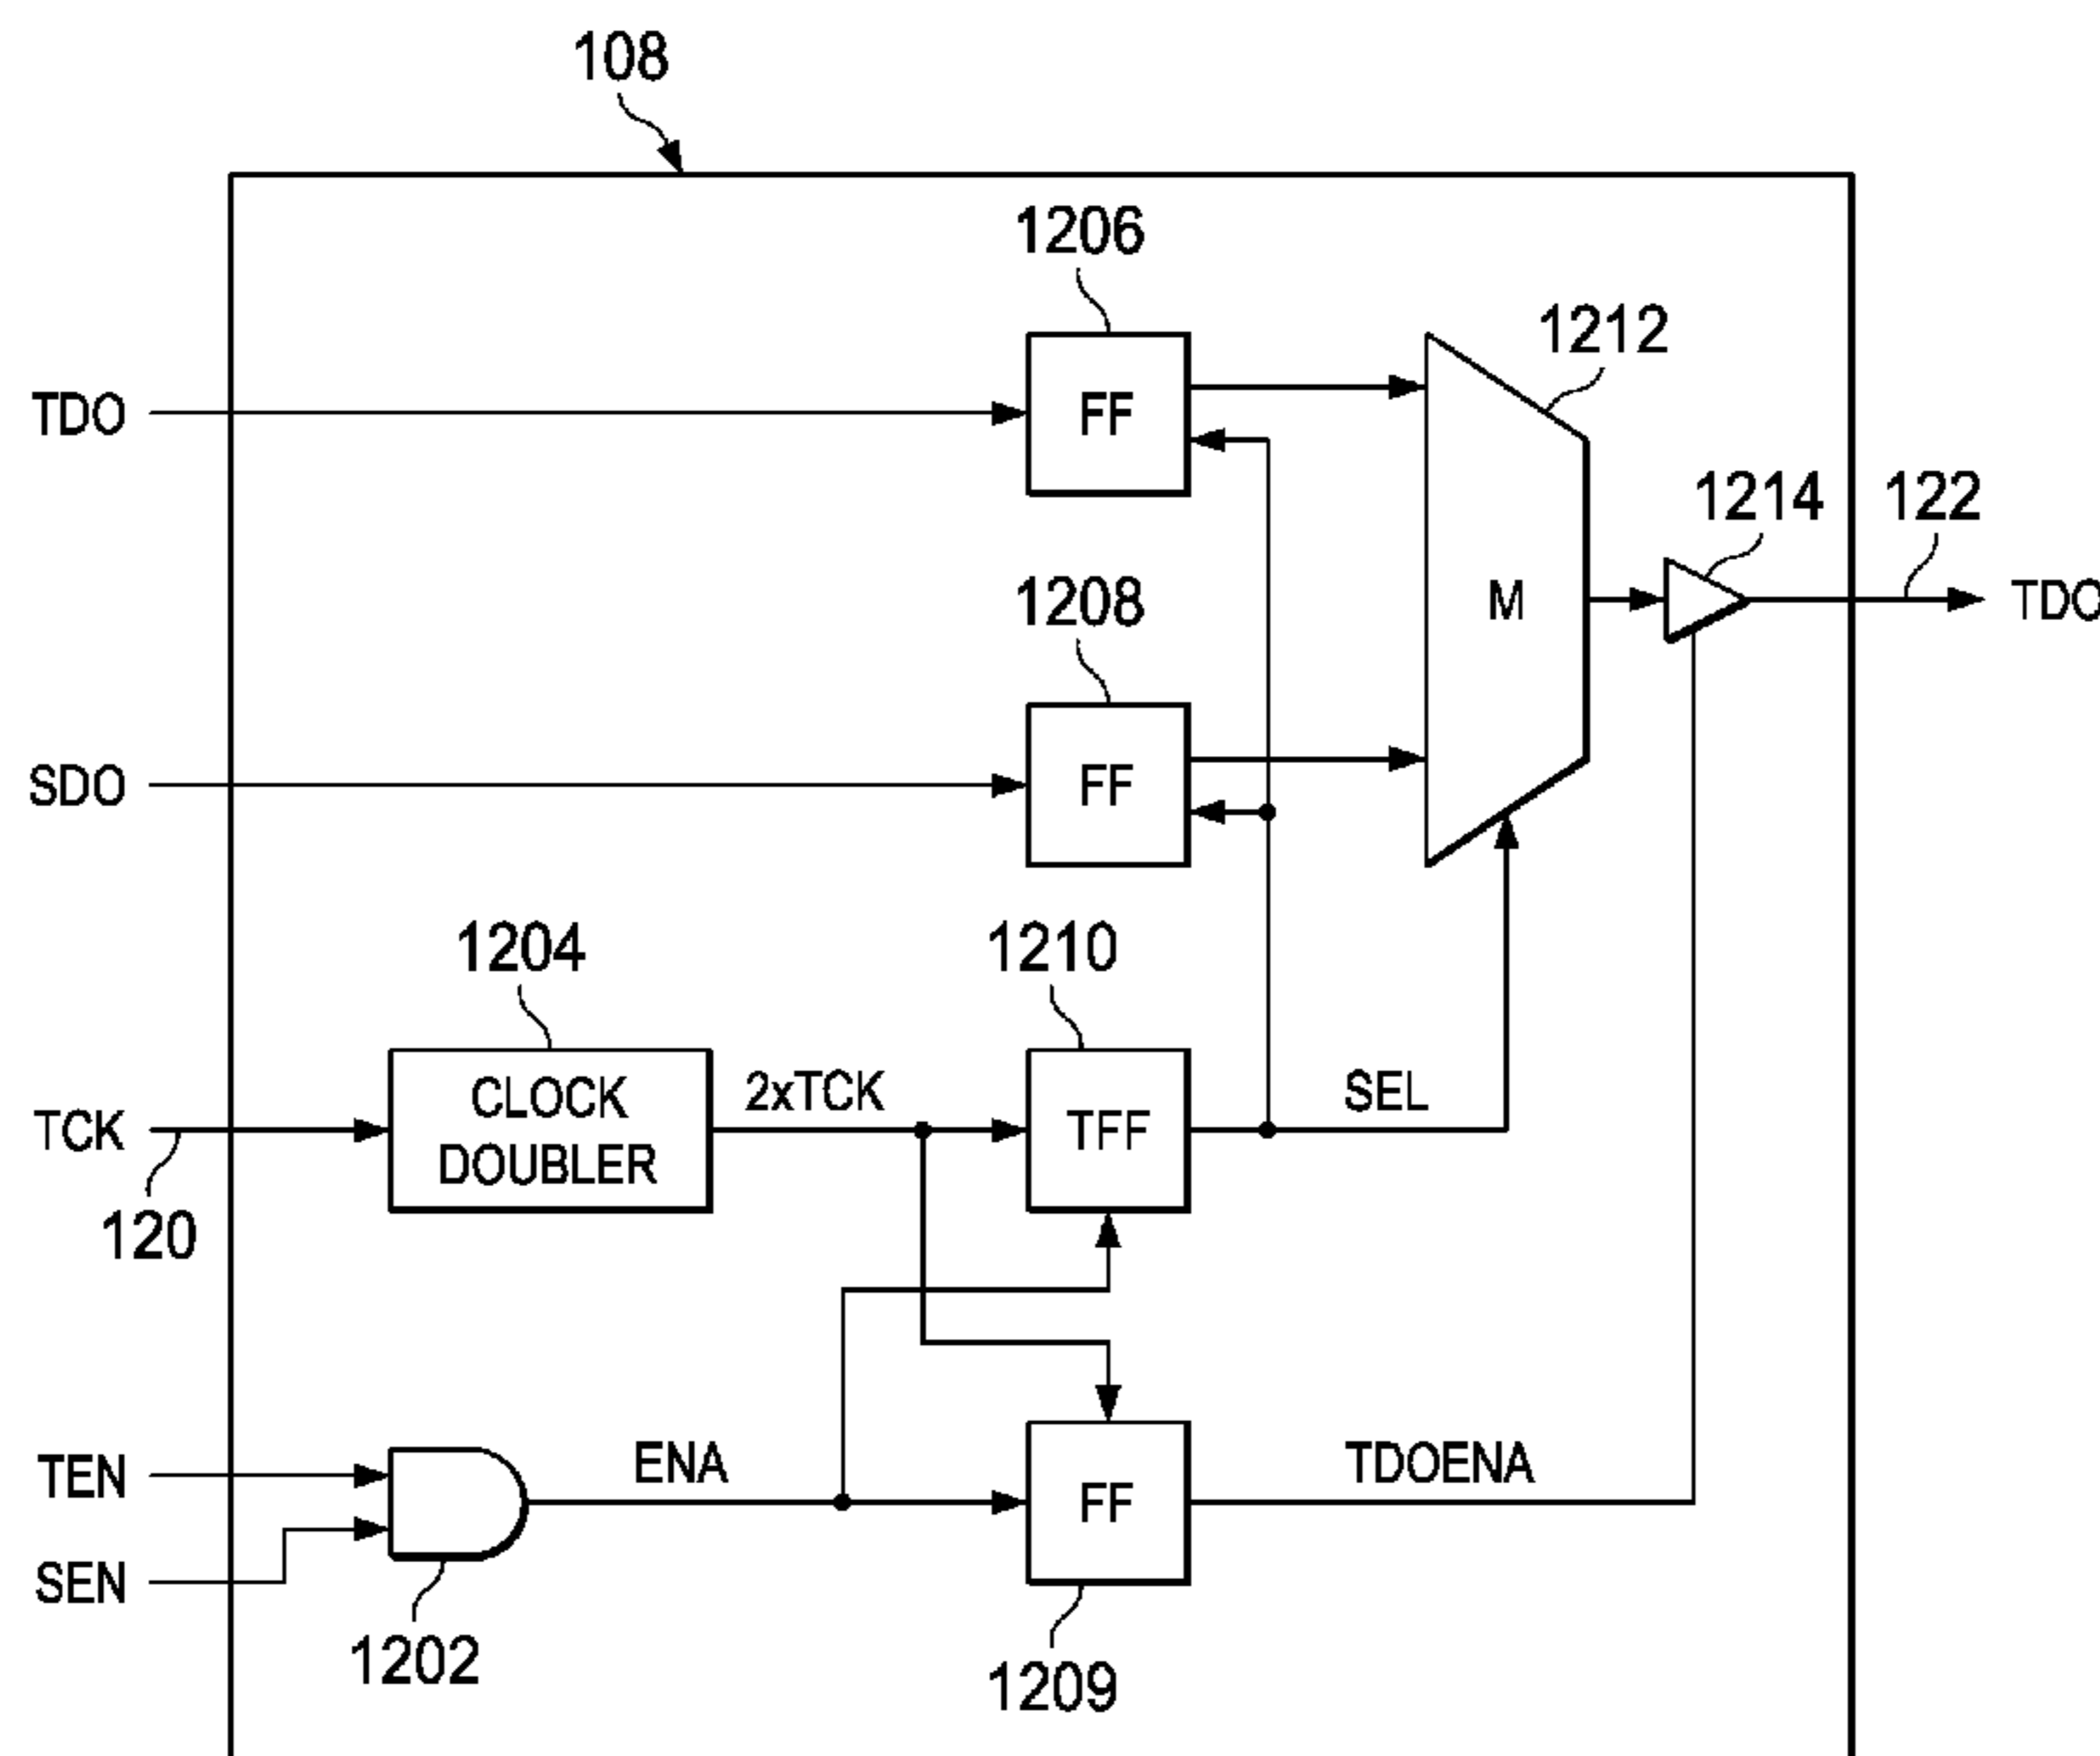 108
1206
1212
TDO
FF
1214
122
M
TDO
1208
SDO
FF
1204
1210
CLOCK
DOUBLER
2xTCK
TFF
SEL
TCK
120
TEN
ENA
FF
TDOENA
SEN
1202
1209